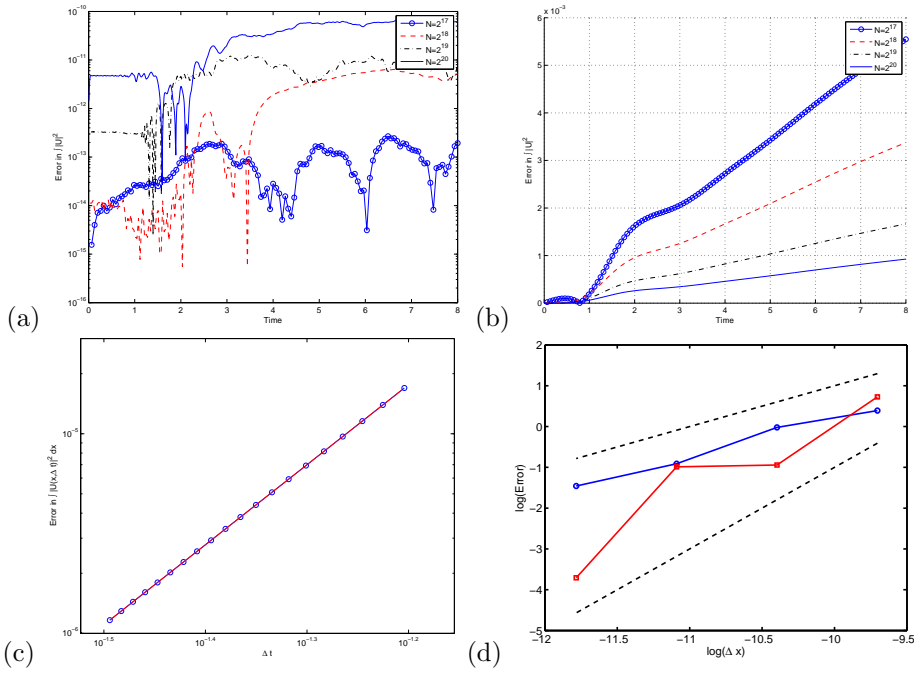 10^{-10}
10^{-11}
10^{-12}
10^{-13}
10^{-14}
10^{-15}
10^{-16}
Error in ∫ |U|^2
0 1 2 3 4 5 6 7 8
Time
N=2^{17}
N=2^{18}
N=2^{19}
N=2^{20}
(a)
x 10^{-3}
6
5
4
3
2
1
0
Error in ∫ |U|^2
0 1 2 3 4 5 6 7 8
Time
N=2^{17}
N=2^{18}
N=2^{19}
N=2^{20}
(b)
10^{-5}
10^{-6}
Error in ∫ |U(x,Δ t)|^2 dx
10^{-1.5} 10^{-1.4} 10^{-1.3} 10^{-1.2}
Δ t
(c)
2
1
0
−1
−2
−3
−4
−5
log(Error)
−12 −11.5 −11 −10.5 −10 −9.5
log(Δ x)
(d)